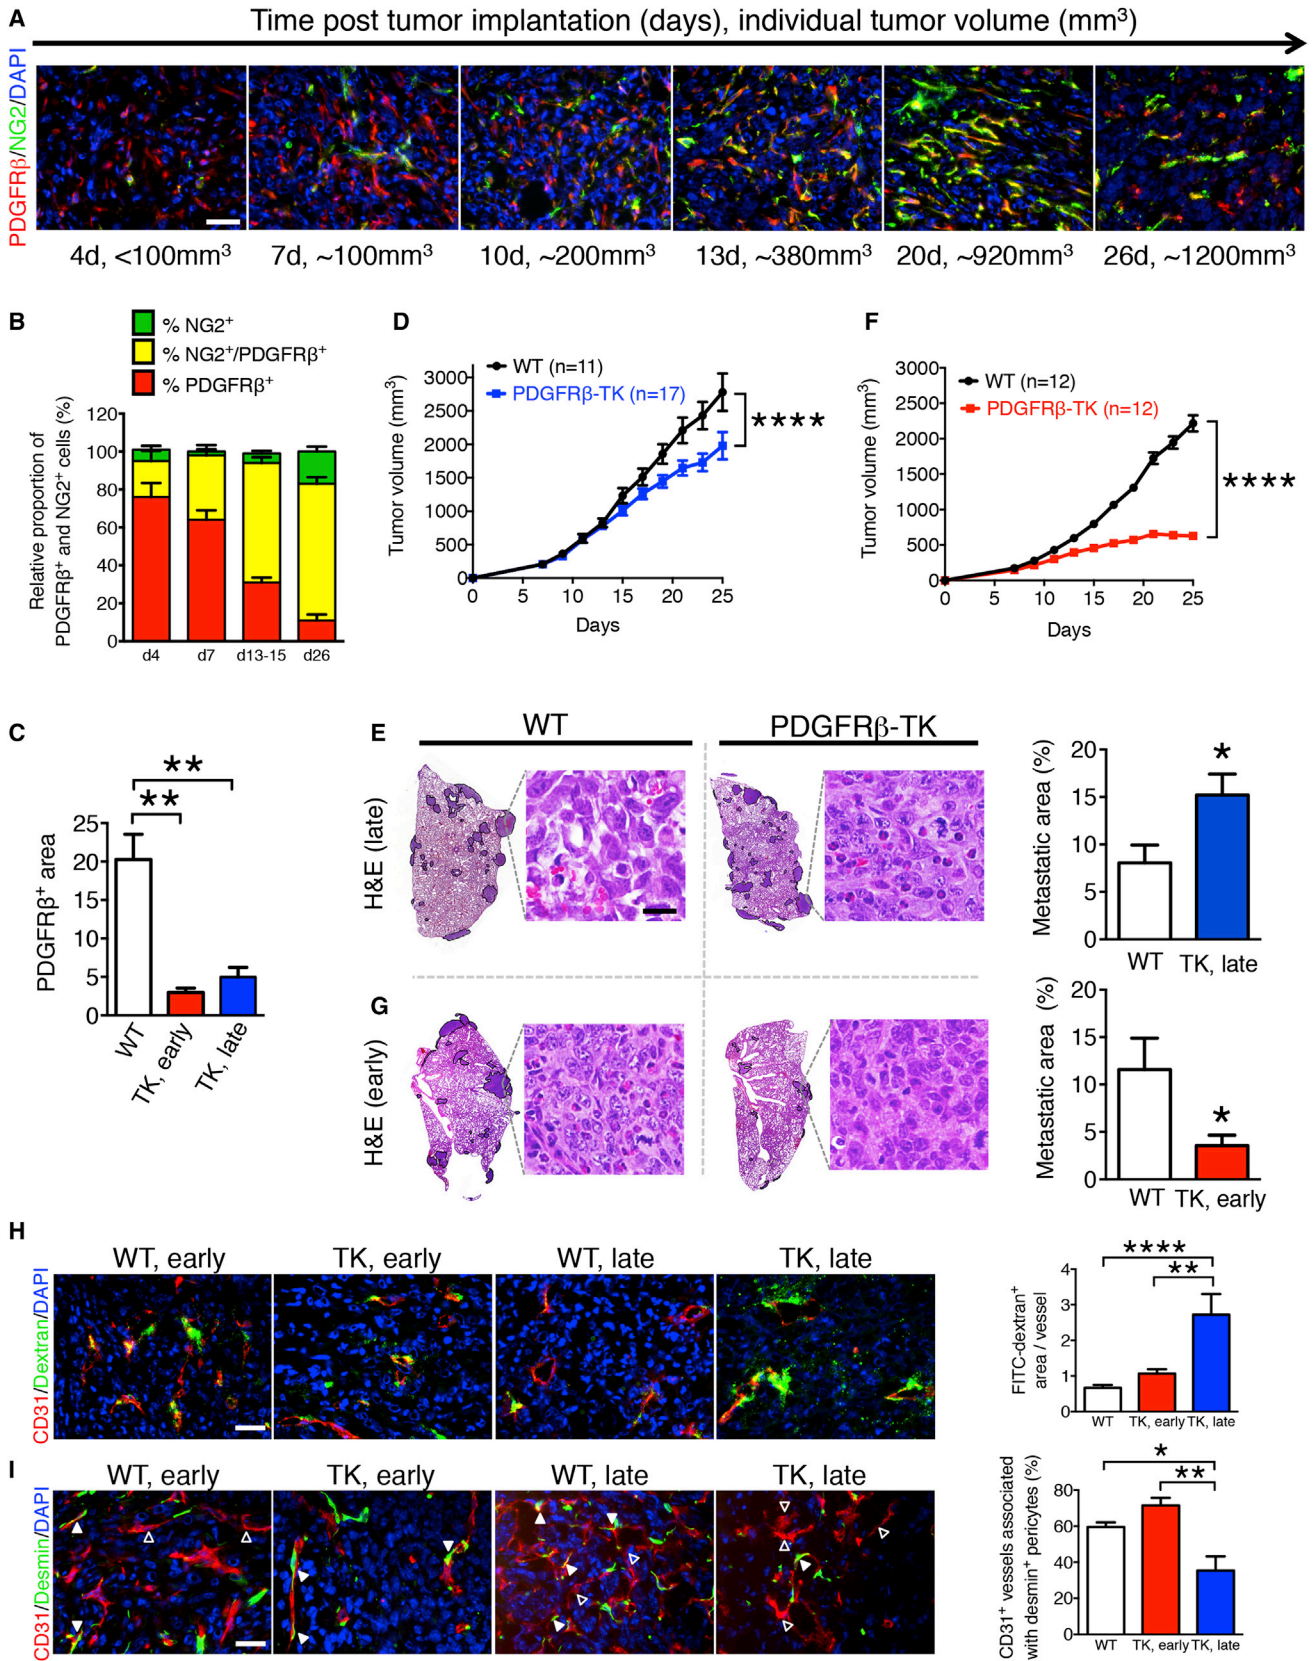 A
Time post tumor implantation (days), individual tumor volume (mm³)
PDGFRβ/NG2/DAPI
4d, <100mm³
7d, ~100mm³
10d, ~200mm³
13d, ~380mm³
20d, ~920mm³
26d, ~1200mm³
B
% NG2⁺
% NG2⁺/PDGFRβ⁺
% PDGFRβ⁺
Relative proportion of
PDGFRβ⁺ and NG2⁺ cells (%)
120
100
80
60
40
20
0
d4
d7
d13-15
d26
D
WT (n=11)
PDGFRβ-TK (n=17)
Tumor volume (mm³)
3000
2500
2000
1500
1000
500
0
0 5 10 15 20 25
Days
****
F
WT (n=12)
PDGFRβ-TK (n=12)
Tumor volume (mm³)
3000
2500
2000
1500
1000
500
0
0 5 10 15 20 25
Days
****
C
**
**
PDGFRβ⁺ area
25
20
15
10
5
0
WT
TK, early
TK, late
E
WT
PDGFRβ-TK
H&E (late)
Metastatic area (%)
20
15
10
5
0
*
WT
TK, late
G
H&E (early)
Metastatic area (%)
20
15
10
5
0
*
WT
TK, early
H
WT, early
TK, early
WT, late
TK, late
CD31/Dextran/DAPI
FITC-dextran⁺
area / vessel
4
3
2
1
0
****
**
WT
TK, early
TK, late
I
WT, early
TK, early
WT, late
TK, late
CD31/Desmin/DAPI
CD31⁺ vessels associated
with desmin⁺ pericytes (%)
80
60
40
20
0
*
**
WT
TK, early
TK, late